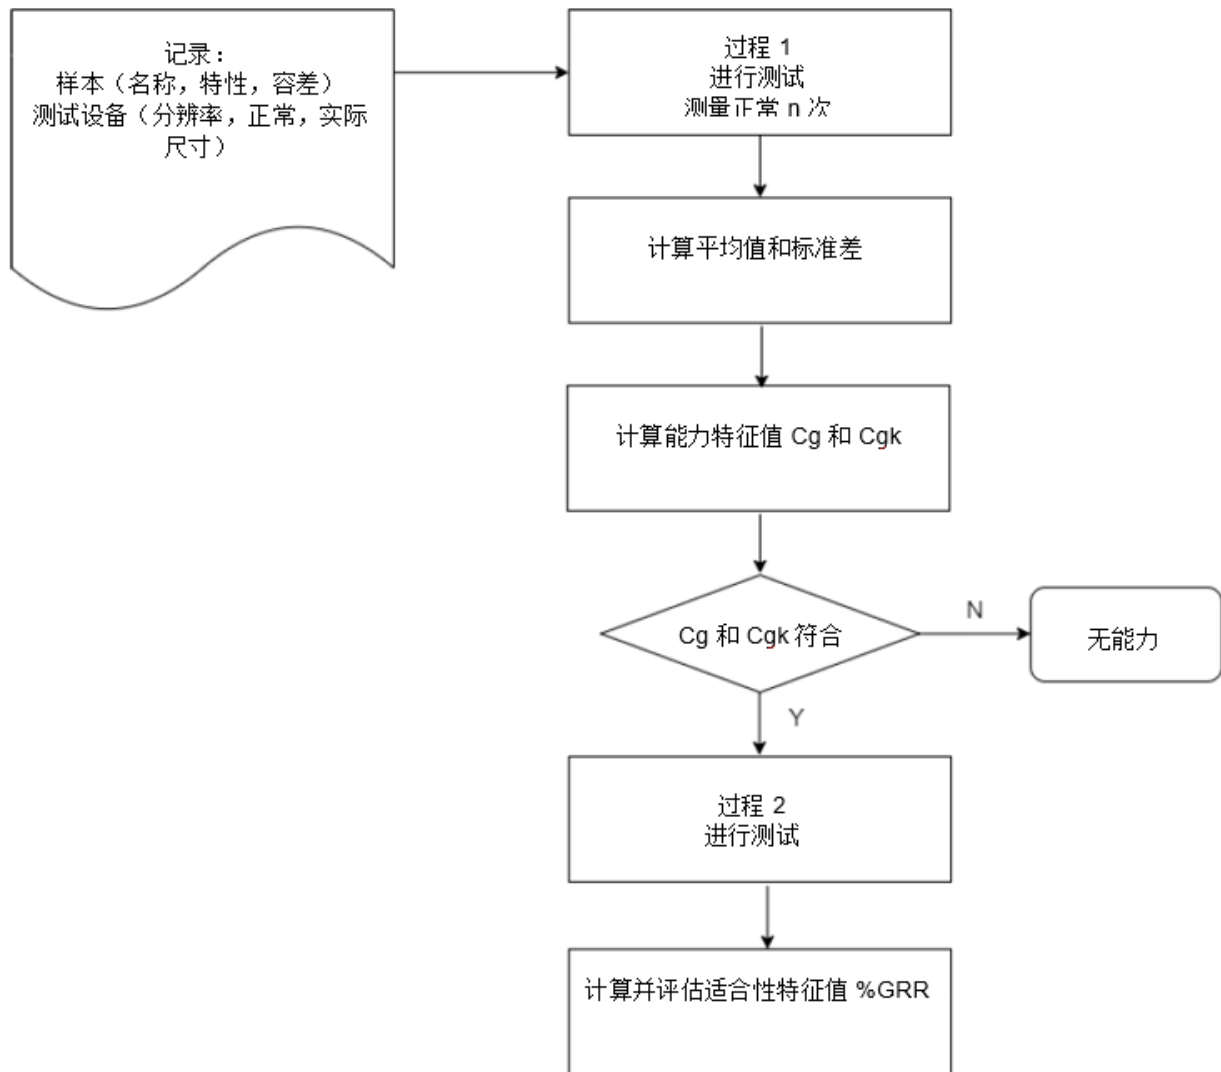 记录：
样本（名称，特性，容差）
测试设备（分辨率，正常，实际
尺寸）
过程 1
进行测试
测量正常 n 次
计算平均值和标准差
计算能力特征值 Cg 和 Cgk
Cg 和 Cgk 符合
N
无能力
Y
过程 2
进行测试
计算并评估适合性特征值 %GRR